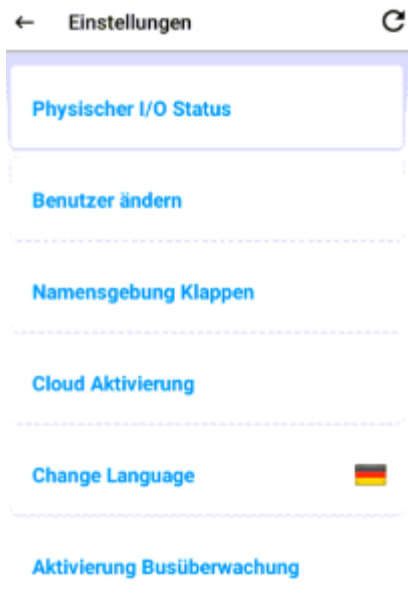 Einstellungen
Physischer I/O Status
Benutzer ändern
Namensgebung Klappen
Cloud Aktivierung
Change Language
Aktivierung Busüberwachung